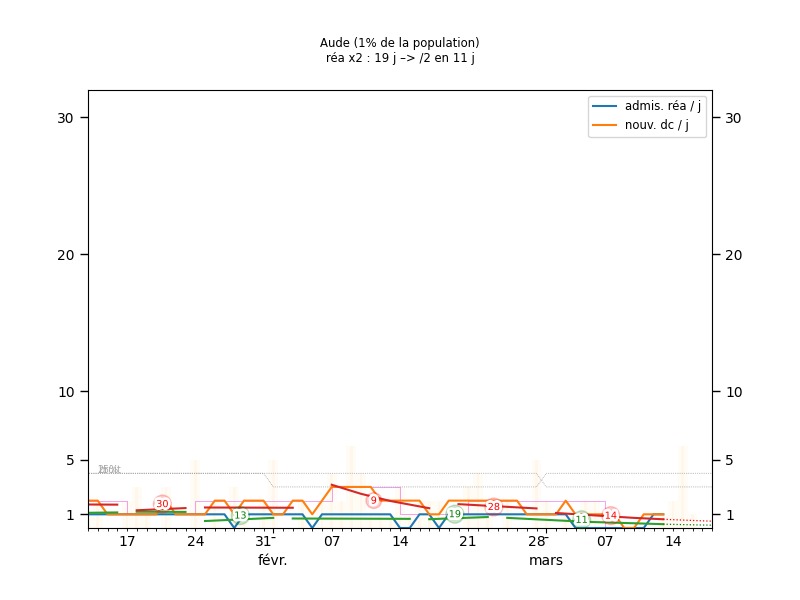 Aude (1% de la population)
réa x2 : 19 j –> /2 en 11 j
admis. réa / j
nouv. dc / j
30 30
20 20
10 10
5 5
1 1
30 13 9 19 28 11 14
17 24 31 07 14 21 28 07 14
févr. mars